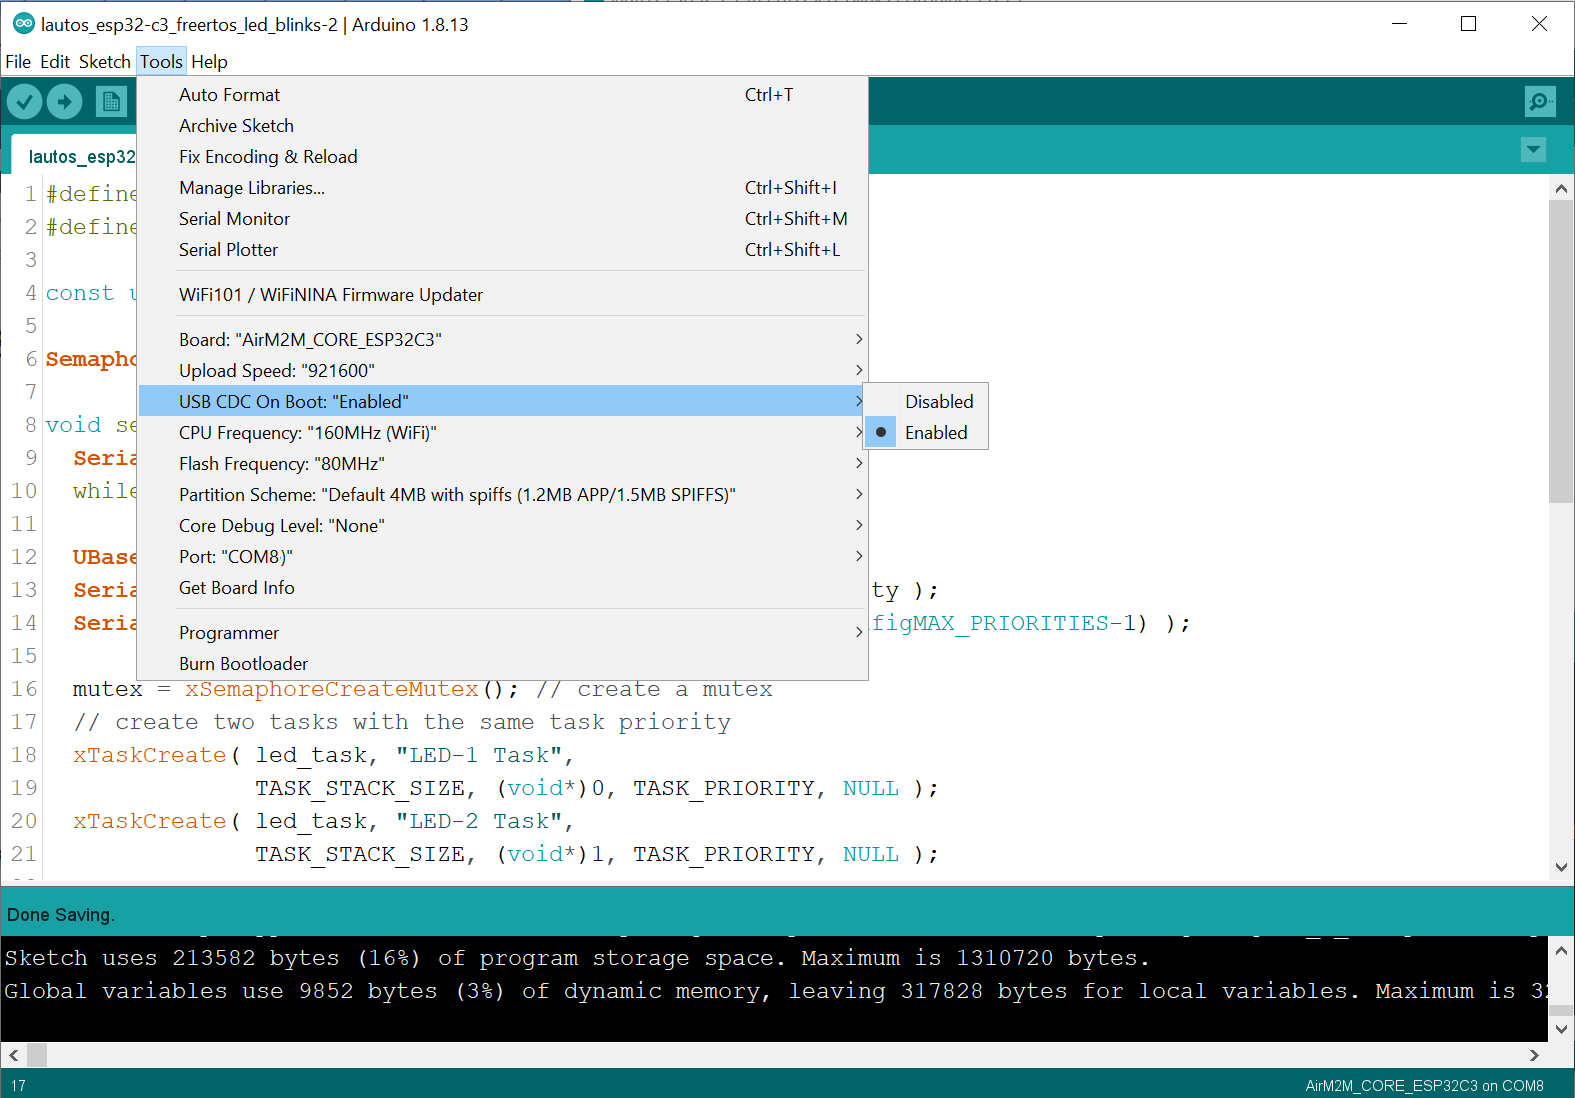 lautos_esp32-c3_freertos_led_blinks-2 | Arduino 1.8.13
File Edit Sketch Tools Help
Auto Format Ctrl+T
Archive Sketch
Fix Encoding & Reload
Manage Libraries... Ctrl+Shift+I
Serial Monitor Ctrl+Shift+M
Serial Plotter Ctrl+Shift+L
WiFi101 / WiFiNINA Firmware Updater
Board: "AirM2M_CORE_ESP32C3"
Upload Speed: "921600"
USB CDC On Boot: "Enabled"
Disabled
Enabled
CPU Frequency: "160MHz (WiFi)"
Flash Frequency: "80MHz"
Partition Scheme: "Default 4MB with spiffs (1.2MB APP/1.5MB SPIFFS)"
Core Debug Level: "None"
Port: "COM8)"
Get Board Info
Programmer
Burn Bootloader
lautos_esp32
1 #define
2 #define
3
4 const u
5
6 Semapho
7
8 void se
9 Seria
10 while
11
12 UBase
13 Seria ty );
14 Seria figMAX_PRIORITIES-1) );
15
16 mutex = xSemaphoreCreateMutex(); // create a mutex
17 // create two tasks with the same task priority
18 xTaskCreate( led_task, "LED-1 Task",
19 TASK_STACK_SIZE, (void*)0, TASK_PRIORITY, NULL );
20 xTaskCreate( led_task, "LED-2 Task",
21 TASK_STACK_SIZE, (void*)1, TASK_PRIORITY, NULL );
Done Saving.
Sketch uses 213582 bytes (16%) of program storage space. Maximum is 1310720 bytes.
Global variables use 9852 bytes (3%) of dynamic memory, leaving 317828 bytes for local variables. Maximum is 32
17
AirM2M_CORE_ESP32C3 on COM8